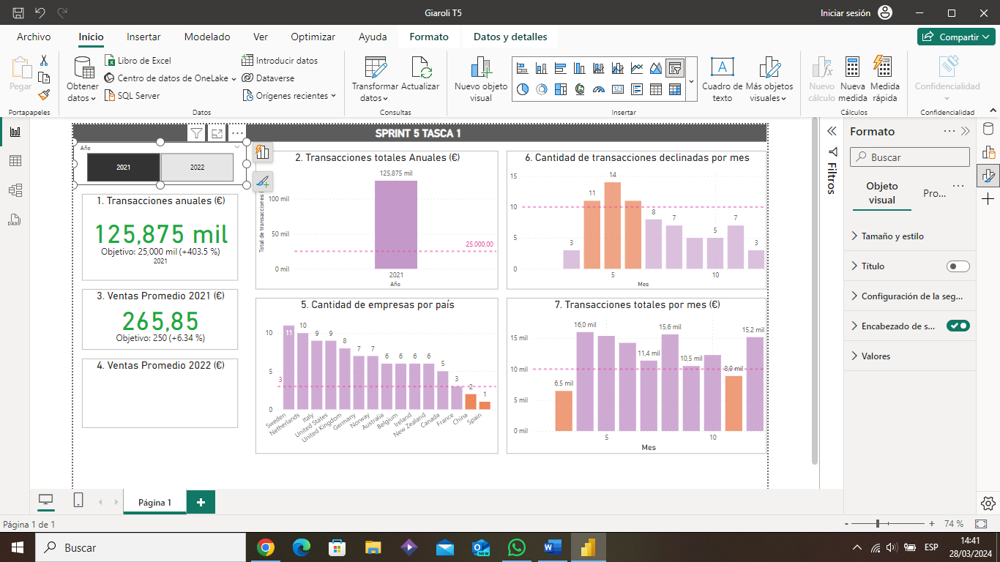 Giaroli T5
Iniciar sesión
Archivo Inicio Insertar Modelado Ver Optimizar Ayuda Formato Datos y detalles Compartir
Pegar
Portapapeles
Obtener datos
Libro de Excel
Centro de datos de OneLake
SQL Server
Introducir datos
Dataverse
Orígenes recientes
Datos
Transformar datos
Actualizar
Consultas
Nuevo objeto visual
123
A
Cuadro de texto
Más objetos visuales
Insertar
Nuevo cálculo
Nueva medida
Medida rápida
Cálculos
Confidencialidad
Confidencialidad
DAX
SPRINT 5 TASCA 1
Año
2021 2022
1. Transacciones anuales (€)
125,875 mil
Objetivo: 25,000 mil (+403.5 %)
2021
3. Ventas Promedio 2021 (€)
265,85
Objetivo: 250 (+6.34 %)
4. Ventas Promedio 2022 (€)
2. Transacciones totales Anuales (€)
125,875 mil
100 mil
50 mil
0 mil
25.000,00
Total de transacciones
2021
Año
5. Cantidad de empresas por país
10
5
0
3
11 10 9 9 8 7 7 6 6 6 6 5 3 2 1
Sweden
Netherlands
Italy
United States
United Kingdom
Germany
Norway
Australia
Belgium
Ireland
New Zealand
Canada
France
China
Spain
6. Cantidad de transacciones declinadas por mes
15
10
5
0
3 11 14 8 7 5 7 3
5 10
Mes
7. Transacciones totales por mes (€)
15 mil
10 mil
5 mil
0 mil
6,5 mil 16,0 mil 11,4 mil 15,6 mil 10,5 mil 8,9 mil 15,2 mil
5 10
Mes
Filtros
Formato
Buscar
Objeto visual
Pro...
Tamaño y estilo
Título
Configuración de la seg...
Encabezado de s...
Valores
Página 1
Página 1 de 1
74 %
Buscar
NEW
ESP
14:41
28/03/2024